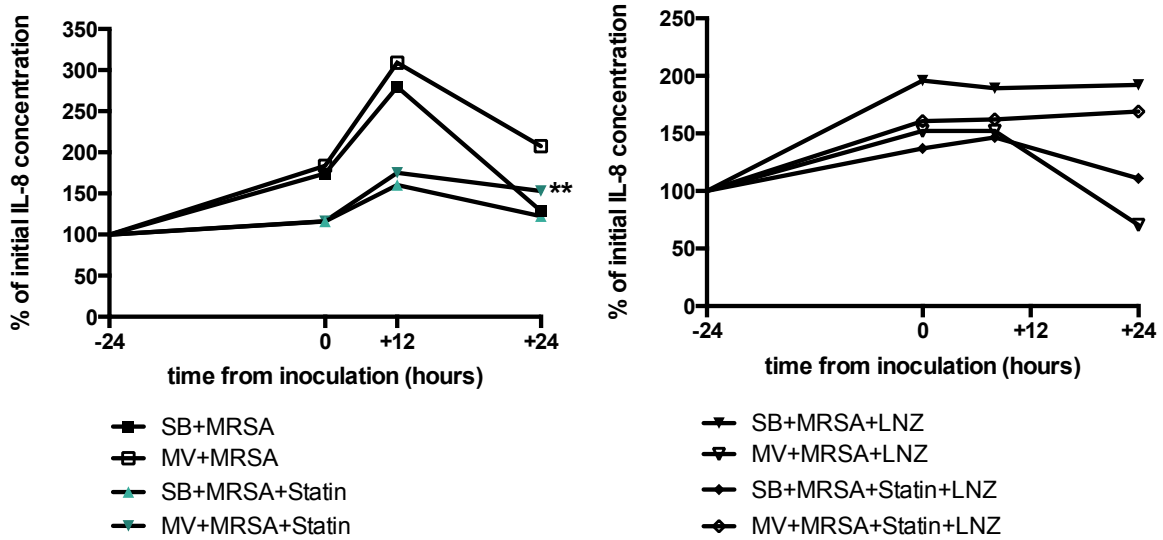 % of initial IL-8 concentration
350
300
250
200
150
100
50
0
**
-24
0
+12
+24
time from inoculation (hours)
SB+MRSA
MV+MRSA
SB+MRSA+Statin
MV+MRSA+Statin
% of initial IL-8 concentration
250
200
150
100
50
0
-24
0
+12
+24
time from inoculation (hours)
SB+MRSA+LNZ
MV+MRSA+LNZ
SB+MRSA+Statin+LNZ
MV+MRSA+Statin+LNZ